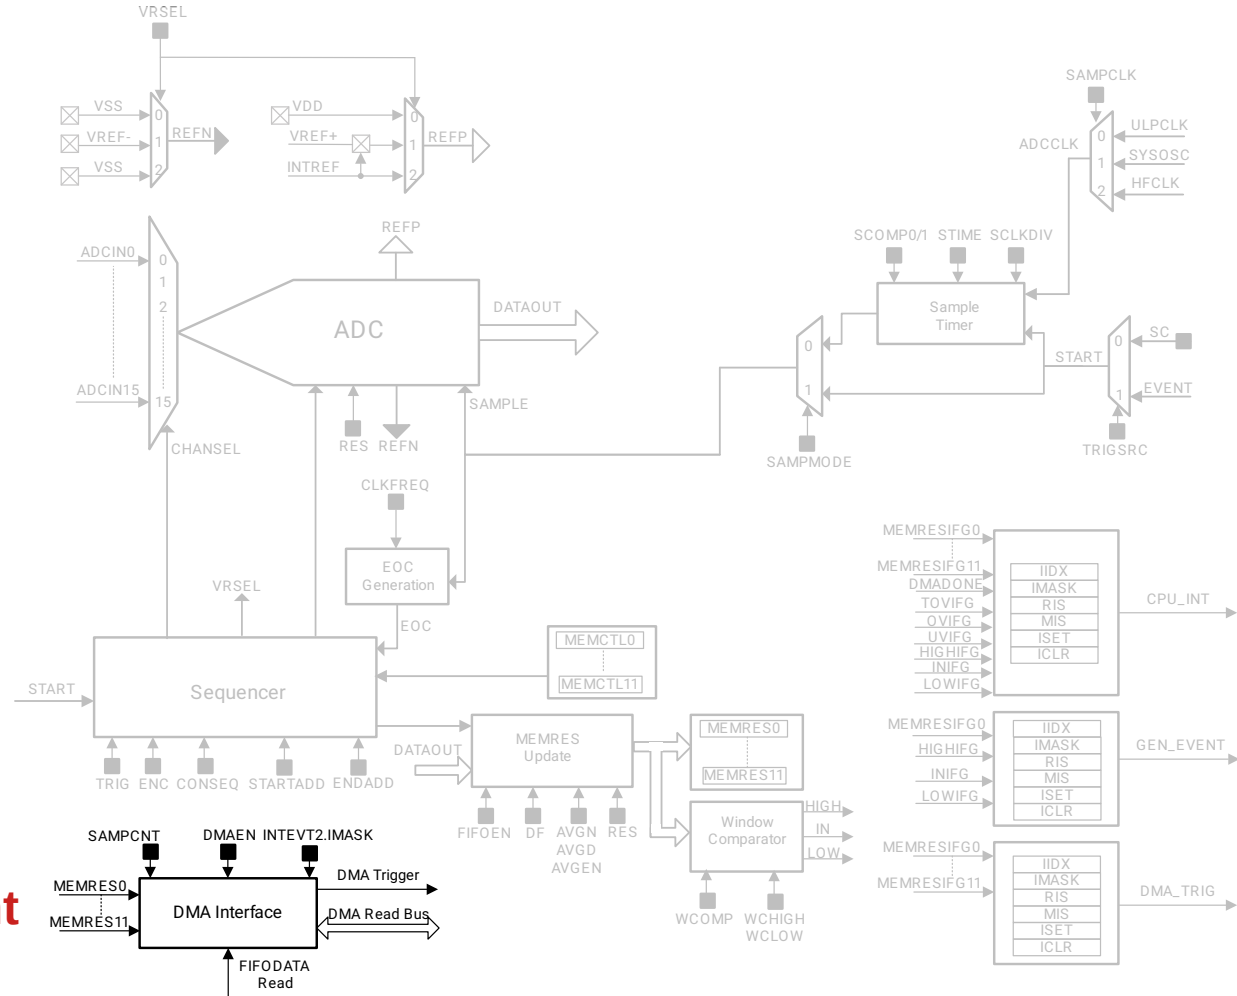 VRSEL
VSS
0
VREF-
1
REFN
VSS
2
VDD
0
VREF+
1
REFP
INTREF
2
SAMPCLK
ADCCLK
0
ULPCLK
1
SYSOSC
2
HFCLK
ADCIN0
0
1
2
ADCIN15
15
CHANSEL
REFP
ADC
DATAOUT
RES
REFN
SAMPLE
SCOMP0/1
STIME
SCLKDIV
Sample
Timer
0
1
SAMPMODE
START
0
SC
1
EVENT
TRIGSRC
CLKFREQ
EOC
Generation
EOC
VRSEL
START
Sequencer
TRIG
ENC
CONSEQ
STARTADD
ENDADD
MEMCTL0
MEMCTL11
DATAOUT
MEMRES
Update
FIFOEN
DF
AVGN
AVGD
AVGEN
RES
MEMRES0
MEMRES11
Window
Comparator
HIGH
IN
LOW
WCOMP
WCHIGH
WCLOW
MEMRESIFG0
MEMRESIFG11
DMADONE
TOVIFG
OVIFG
UVIFG
HIGHIFG
INIFG
LOWIFG
IIDX
IMASK
RIS
MIS
ISET
ICLR
CPU_INT
MEMRESIFG0
HIGHIFG
INIFG
LOWIFG
IIDX
IMASK
RIS
MIS
ISET
ICLR
GEN_EVENT
MEMRESIFG0
MEMRESIFG11
IIDX
IMASK
RIS
MIS
ISET
ICLR
DMA_TRIG
SAMPCNT
DMAEN
INTEVT2.IMASK
MEMRES0
MEMRES11
DMA Interface
DMA Trigger
DMA Read Bus
FIFODATA
Read